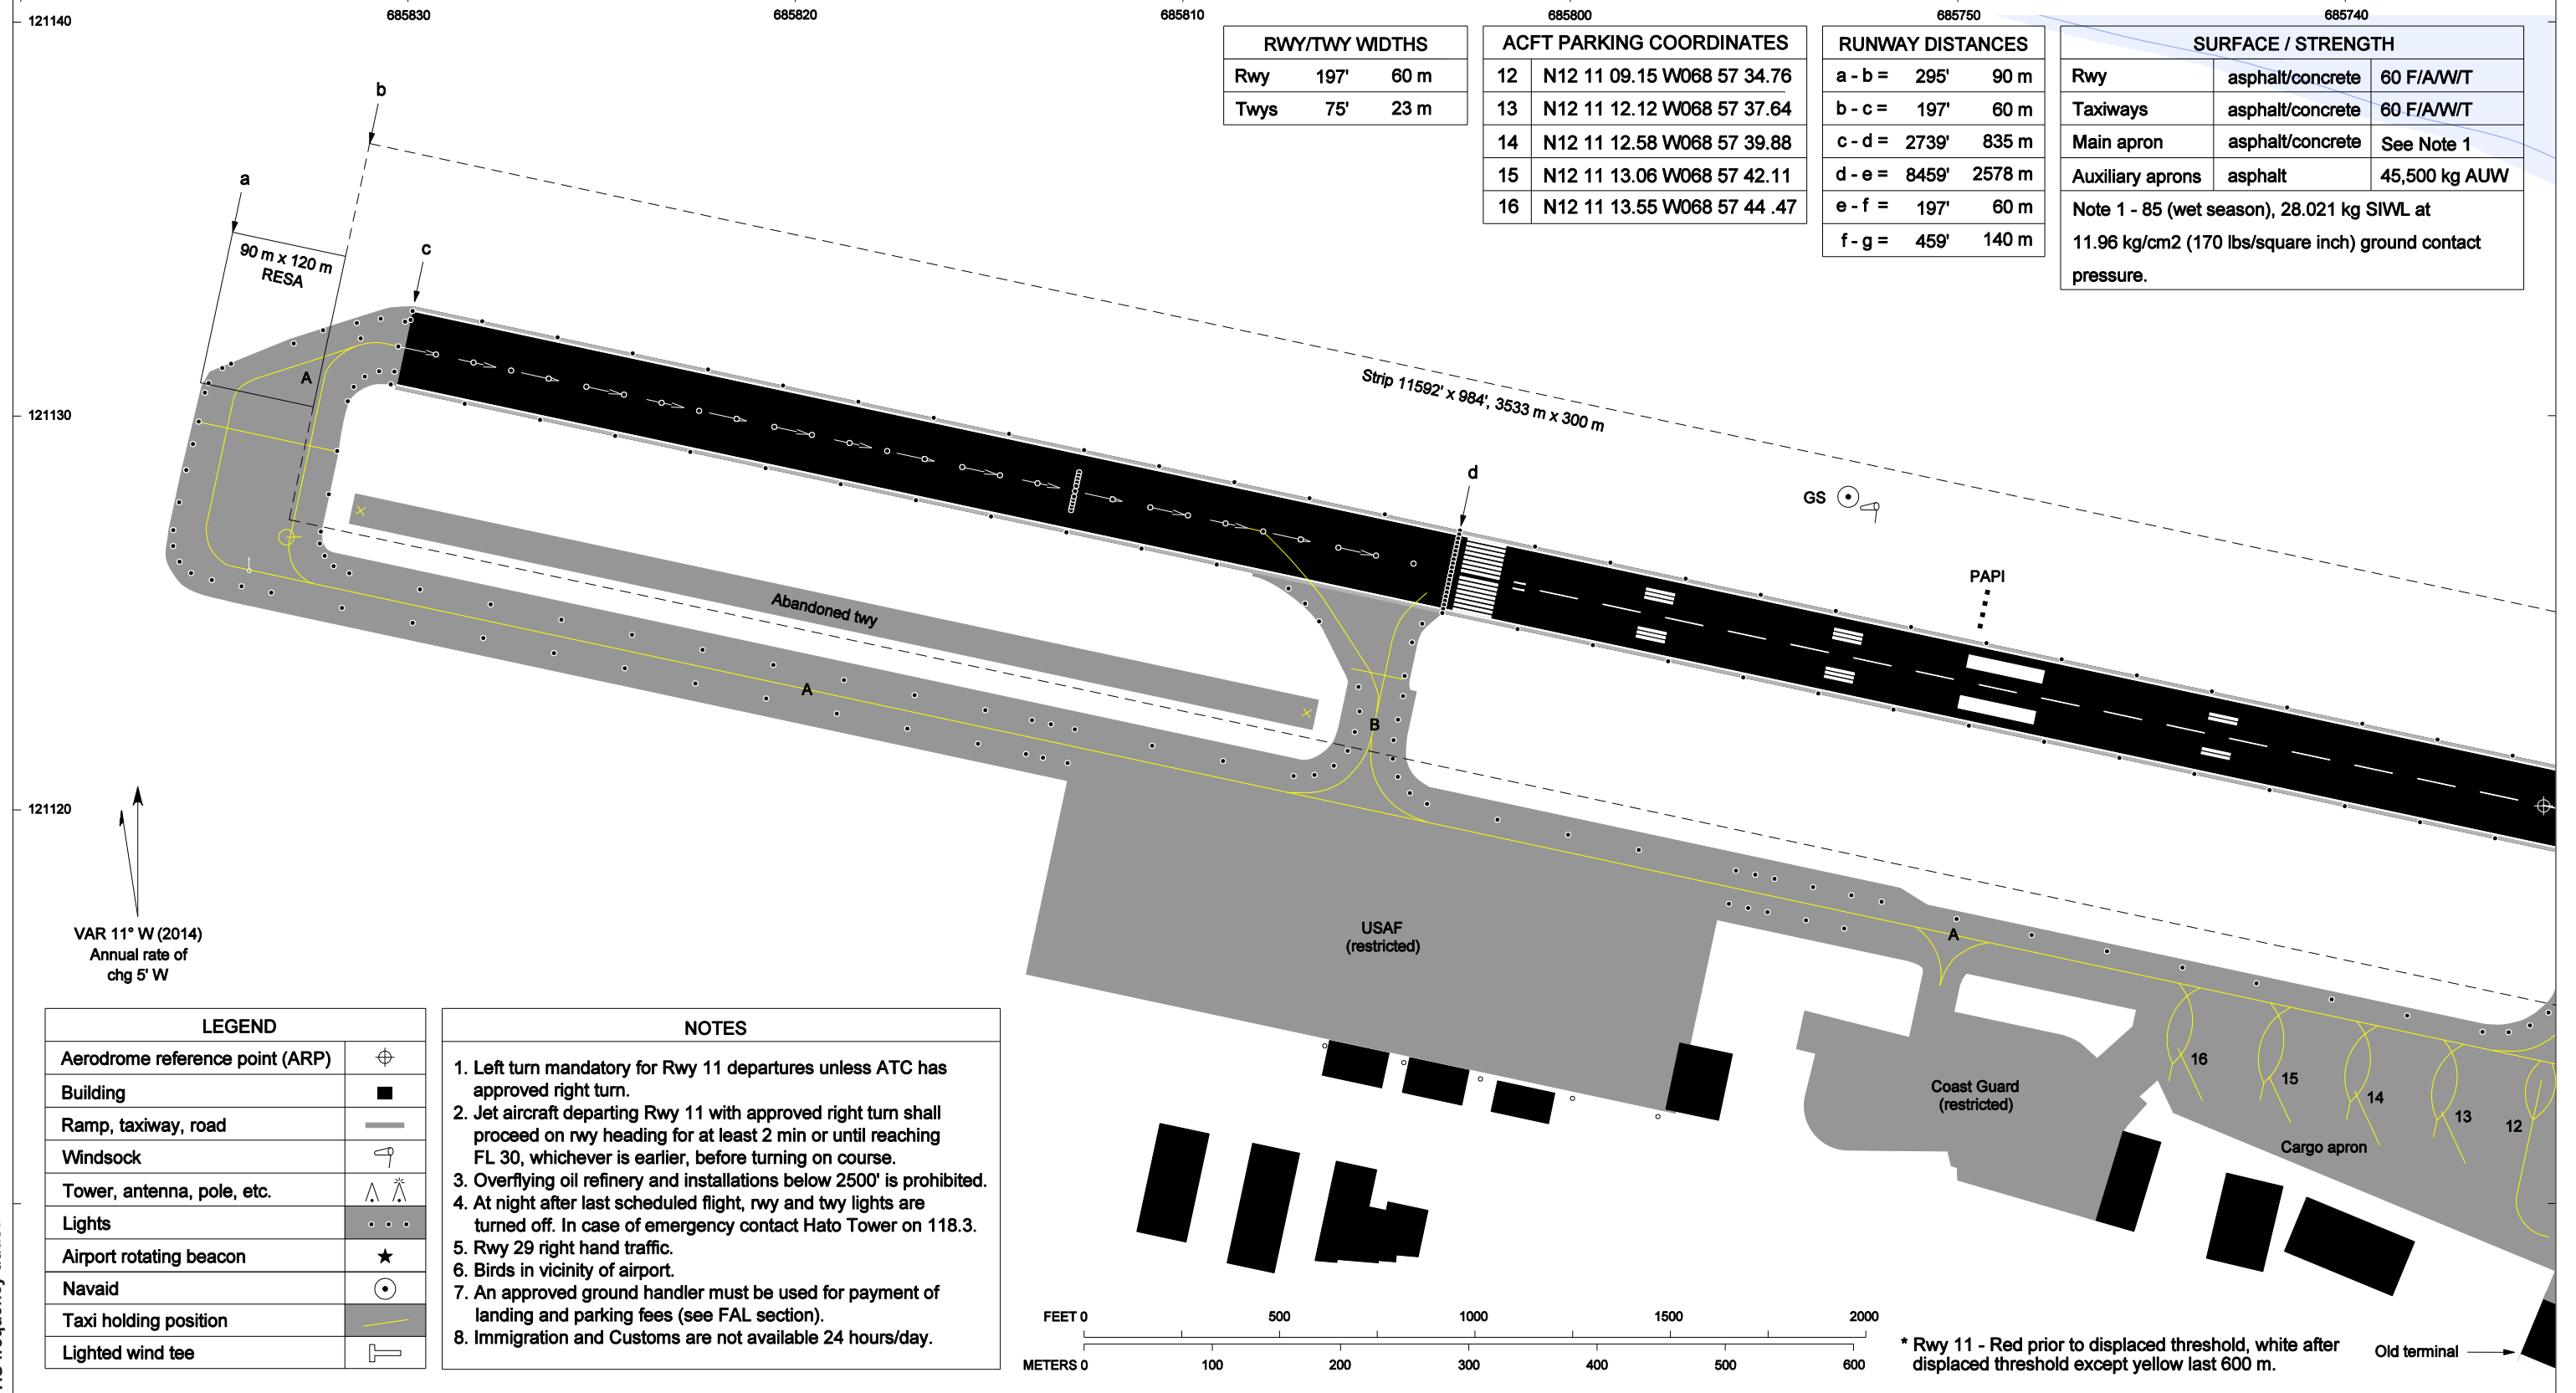 685830
685820
685810
685800
685750
685740
121140
121130
121120
a
b
c
d
90 m x 120 m
RESA
RWY/TWY WIDTHS
Rwy 197' 60 m
Twys 75' 23 m
ACFT PARKING COORDINATES
12 N12 11 09.15 W068 57 34.76
13 N12 11 12.12 W068 57 37.64
14 N12 11 12.58 W068 57 39.88
15 N12 11 13.06 W068 57 42.11
16 N12 11 13.55 W068 57 44 .47
RUNWAY DISTANCES
a - b = 295' 90 m
b - c = 197' 60 m
c - d = 2739' 835 m
d - e = 8459' 2578 m
e - f = 197' 60 m
f - g = 459' 140 m
SURFACE / STRENGTH
Rwy asphalt/concrete 60 F/A/W/T
Taxiways asphalt/concrete 60 F/A/W/T
Main apron asphalt/concrete See Note 1
Auxiliary aprons asphalt 45,500 kg AUW
Note 1 - 85 (wet season), 28.021 kg SIWL at
11.96 kg/cm2 (170 lbs/square inch) ground contact
pressure.
Strip 11592' x 984', 3533 m x 300 m
GS
PAPI
A
Abandoned twy
A
B
A
USAF
(restricted)
Coast Guard
(restricted)
16
15
14
13
12
Cargo apron
VAR 11° W (2014)
Annual rate of
chg 5' W
LEGEND
Aerodrome reference point (ARP)
Building
Ramp, taxiway, road
Windsock
Tower, antenna, pole, etc.
Lights
Airport rotating beacon
Navaid
Taxi holding position
Lighted wind tee
NOTES
1. Left turn mandatory for Rwy 11 departures unless ATC has
approved right turn.
2. Jet aircraft departing Rwy 11 with approved right turn shall
proceed on rwy heading for at least 2 min or until reaching
FL 30, whichever is earlier, before turning on course.
3. Overflying oil refinery and installations below 2500' is prohibited.
4. At night after last scheduled flight, rwy and twy lights are
turned off. In case of emergency contact Hato Tower on 118.3.
5. Rwy 29 right hand traffic.
6. Birds in vicinity of airport.
7. An approved ground handler must be used for payment of
landing and parking fees (see FAL section).
8. Immigration and Customs are not available 24 hours/day.
FEET 0 500 1000 1500 2000
METERS 0 100 200 300 400 500 600
* Rwy 11 - Red prior to displaced threshold, white after
displaced threshold except yellow last 600 m.
Old terminal